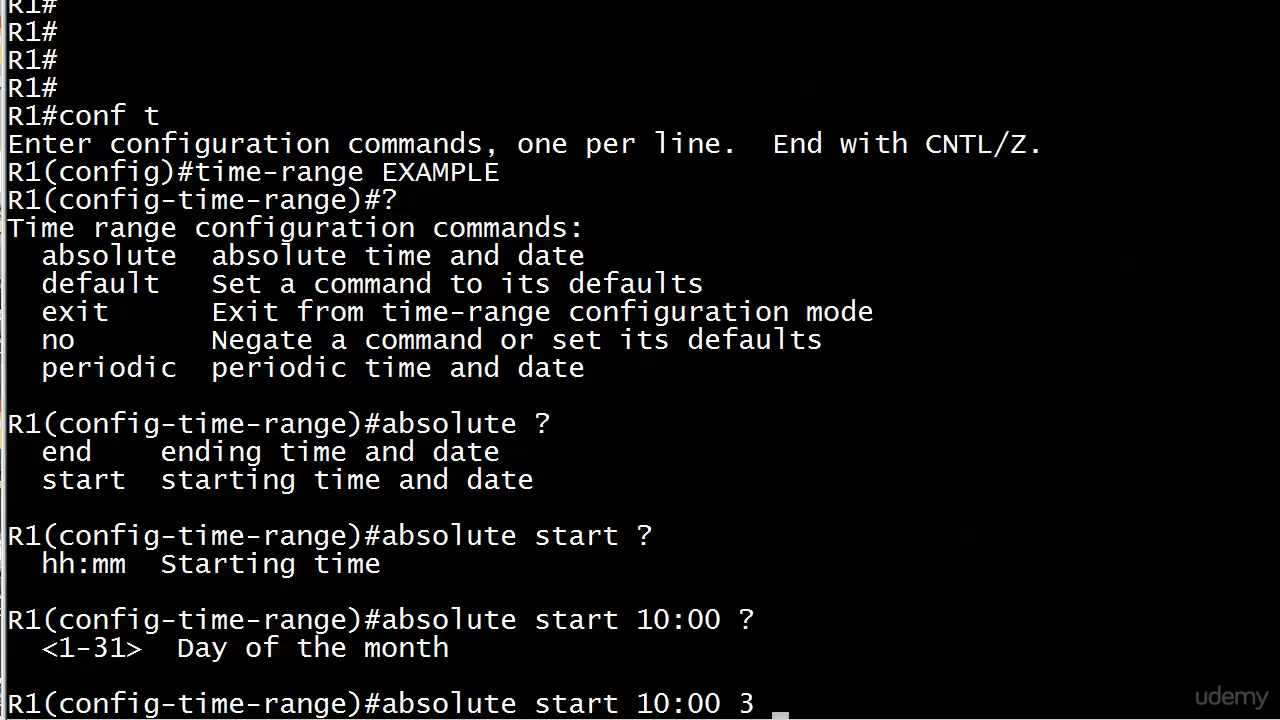 R1#
R1#
R1#
R1#
R1#conf t
Enter configuration commands, one per line.  End with CNTL/Z.
R1(config)#time-range EXAMPLE
R1(config-time-range)#?
Time range configuration commands:
  absolute  absolute time and date
  default   Set a command to its defaults
  exit      Exit from time-range configuration mode
  no        Negate a command or set its defaults
  periodic  periodic time and date
R1(config-time-range)#absolute ?
  end    ending time and date
  start  starting time and date
R1(config-time-range)#absolute start ?
  hh:mm  Starting time
R1(config-time-range)#absolute start 10:00 ?
  <1-31>  Day of the month
R1(config-time-range)#absolute start 10:00 3
udemy